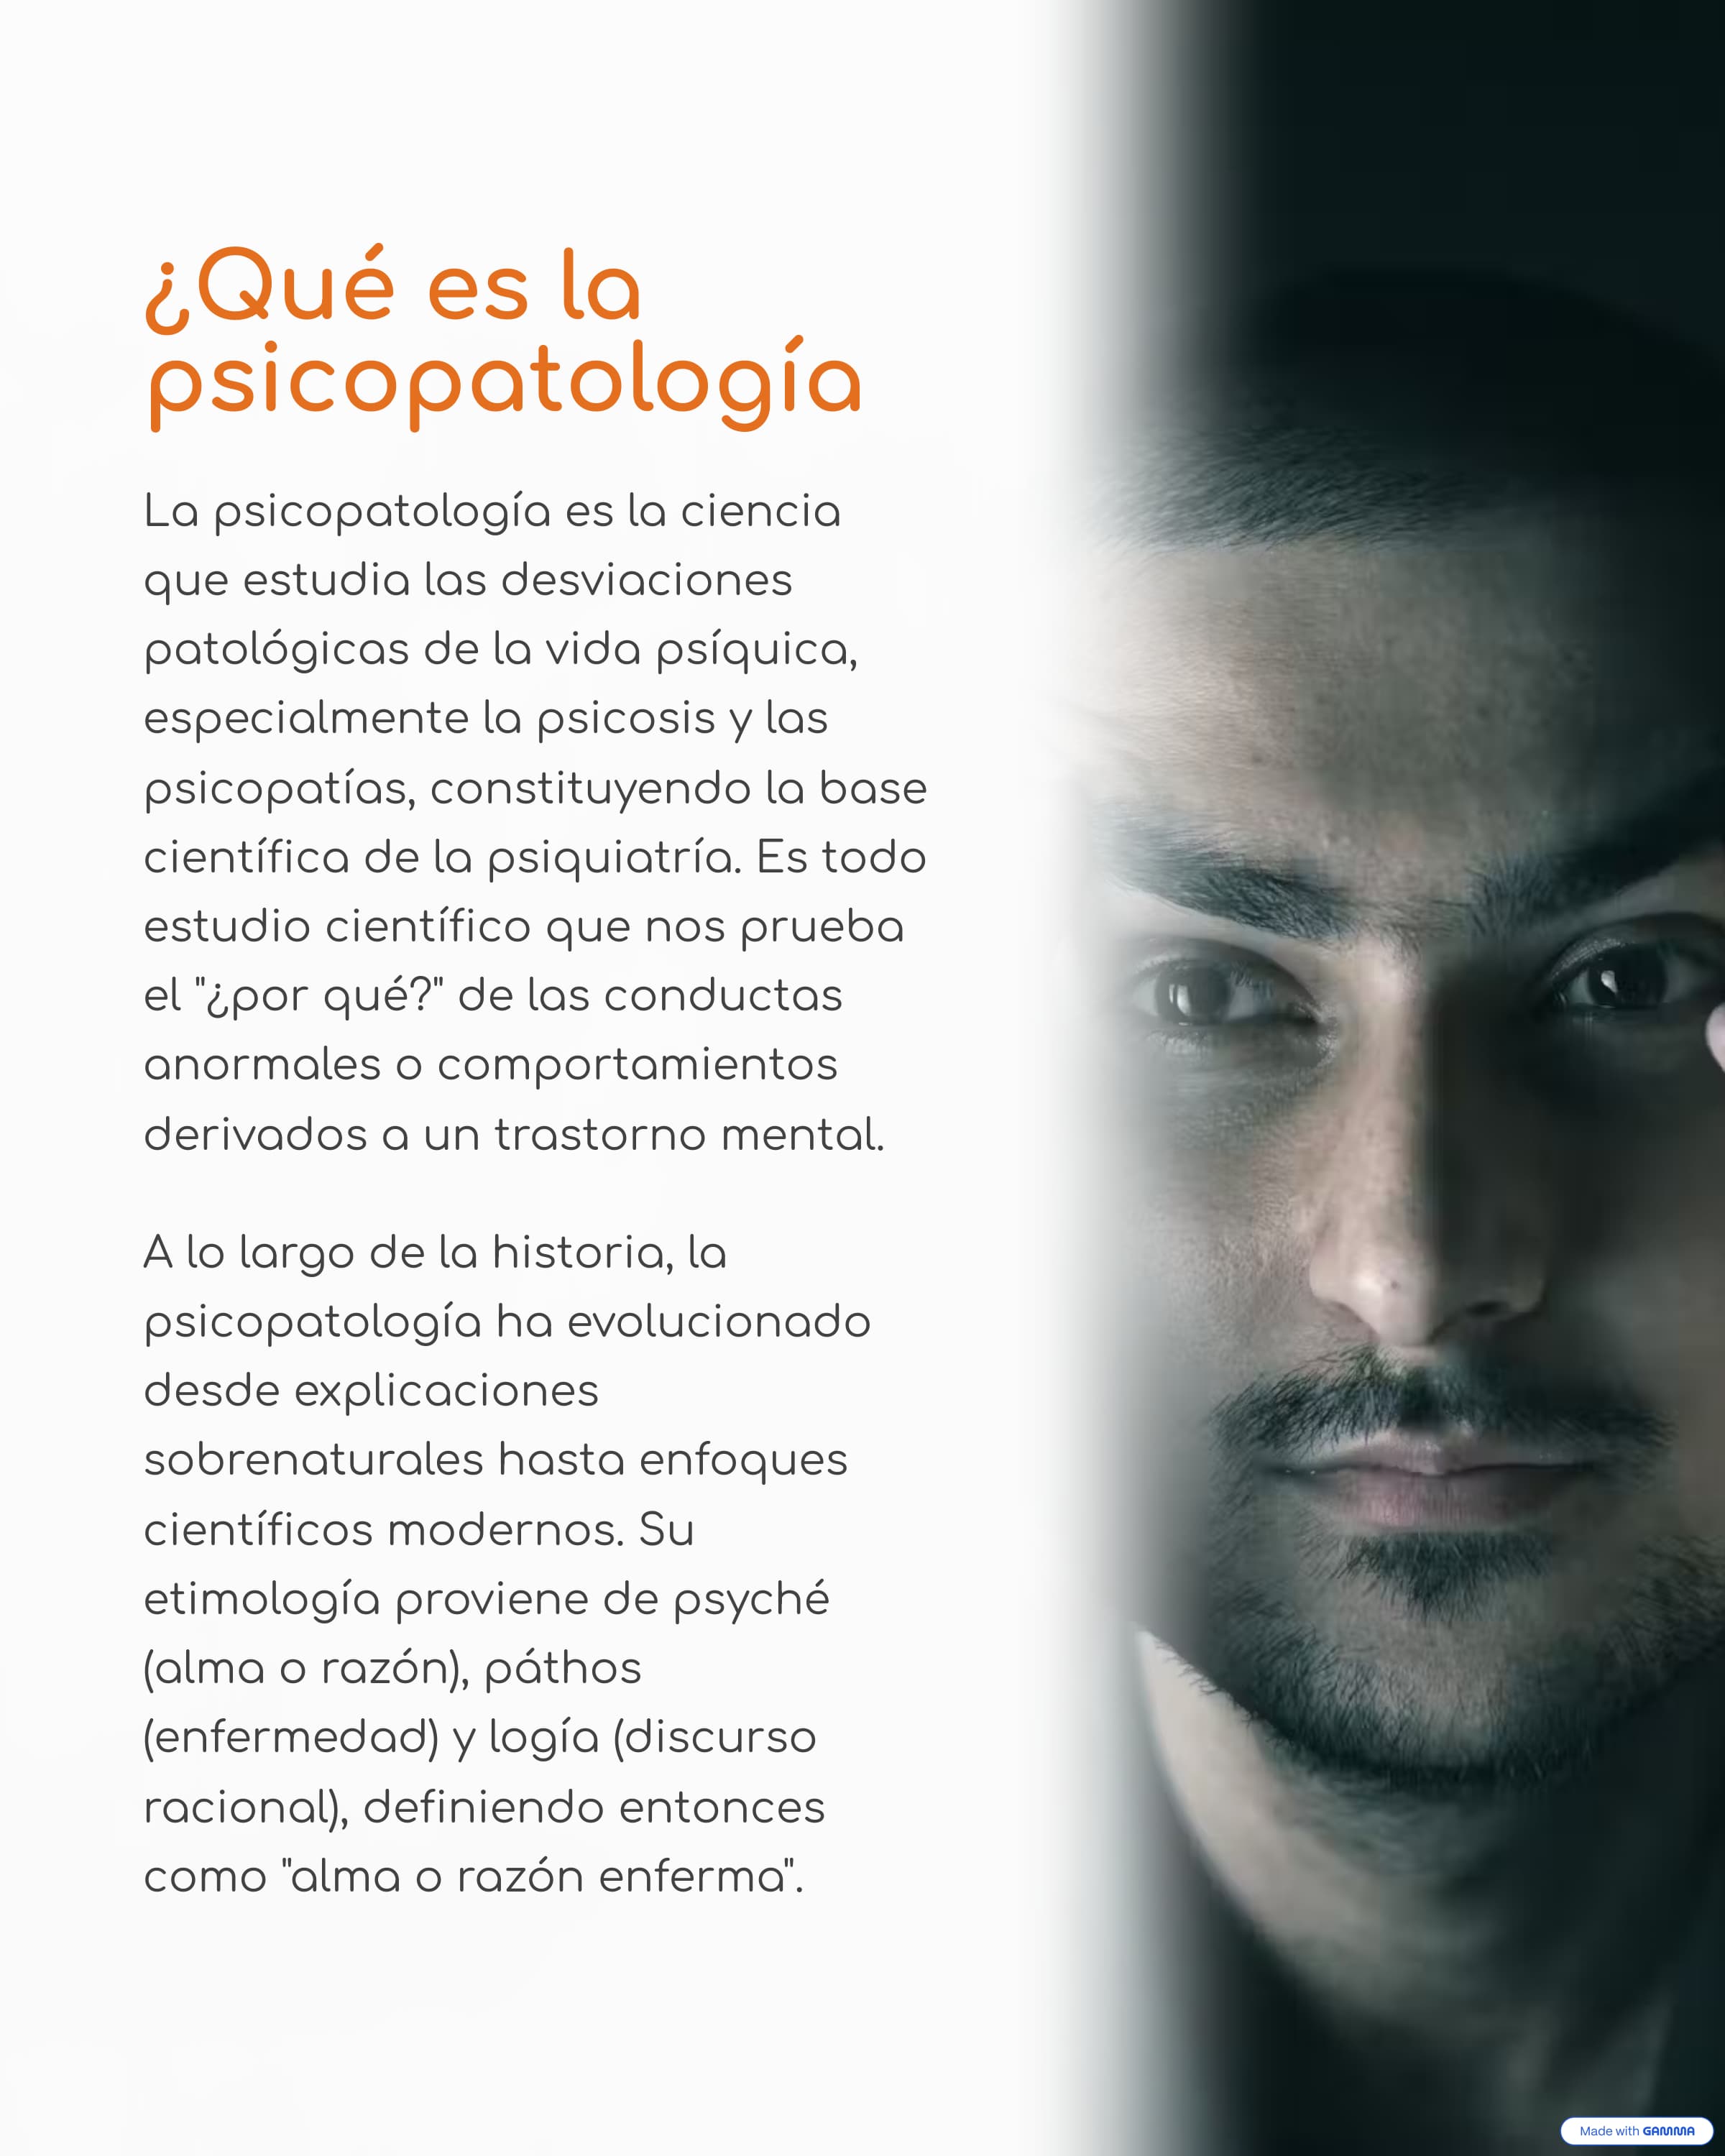 ¿Qué es la
psicopatología
La psicopatología es la ciencia
que estudia las desviaciones
patológicas de la vida psíquica,
especialmente la psicosis y las
psicopatías, constituyendo la base
científica de la psiquiatría. Es todo
estudio científico que nos prueba
el "¿por qué?" de las conductas
anormales o comportamientos
derivados a un trastorno mental.
A lo largo de la historia, la
psicopatología ha evolucionado
desde explicaciones
sobrenaturales hasta enfoques
científicos modernos. Su
etimología proviene de psyché
(alma o razón), páthos
(enfermedad) y logía (discurso
racional), definiendo entonces
como "alma o razón enferma".
Made with GAMMA